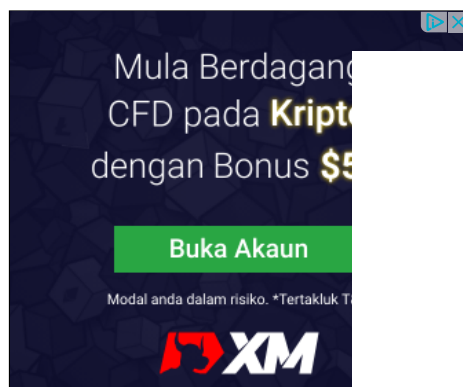 Mula Berdagang
CFD pada
dengan Bonus
Buka Akaun
Modal anda dalam risiko. *Tertakluk
XM